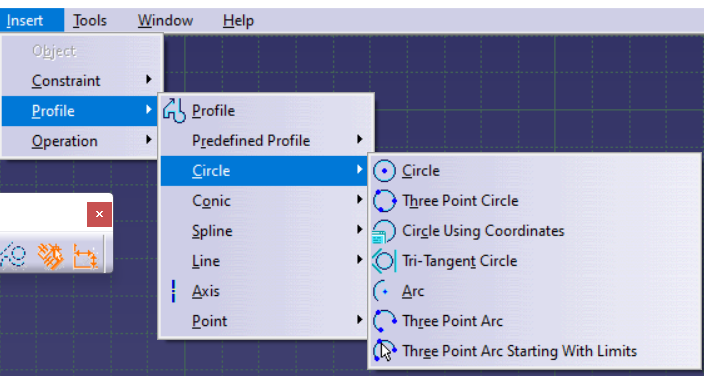 Insert Tools Window Help
Object
Constraint
Profile
Operation
Profile
Predefined Profile
Circle
Conic
Spline
Line
Axis
Point
Circle
Three Point Circle
Circle Using Coordinates
Tri-Tangent Circle
Arc
Three Point Arc
Three Point Arc Starting With Limits